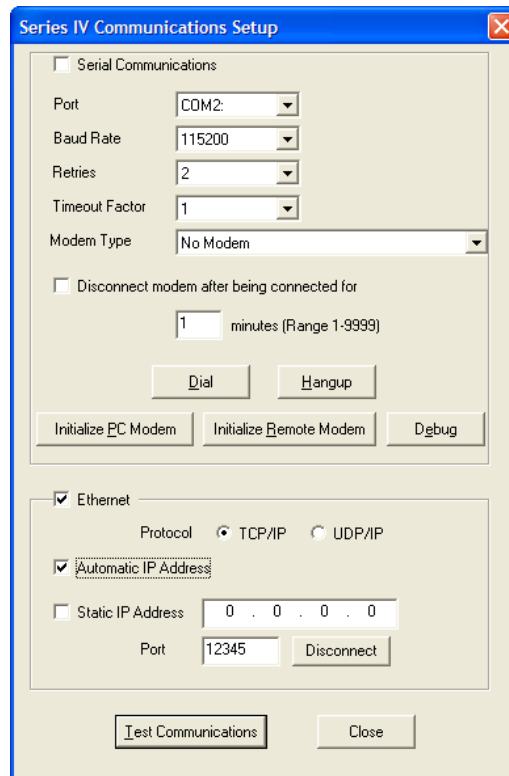 Series IV Communications Setup
Serial Communications
Port COM2:
Baud Rate 115200
Retries 2
Timeout Factor 1
Modem Type No Modem
Disconnect modem after being connected for
1 minutes (Range 1-9999)
Dial Hangup
Initialize PC Modem Initialize Remote Modem Debug
Ethernet
Protocol TCP/IP UDP/IP
Automatic IP Address
Static IP Address 0 . 0 . 0 . 0
Port 12345 Disconnect
Test Communications Close